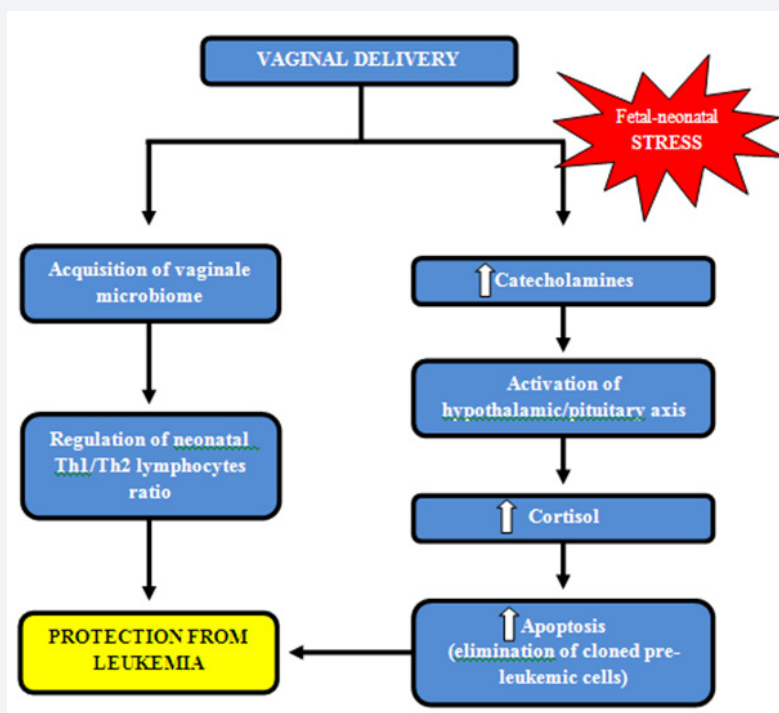 VAGINAL DELIVERY
Fetal-neonatal
STRESS
Acquisition of vaginale
microbiome
Regulation of neonatal
Th1/Th2 lymphocytes
ratio
PROTECTION FROM
LEUKEMIA
Catecholamines
Activation of
hypothalamic/pituitary axis
Cortisol
Apoptosis
(elimination of cloned pre-
leukemic cells)